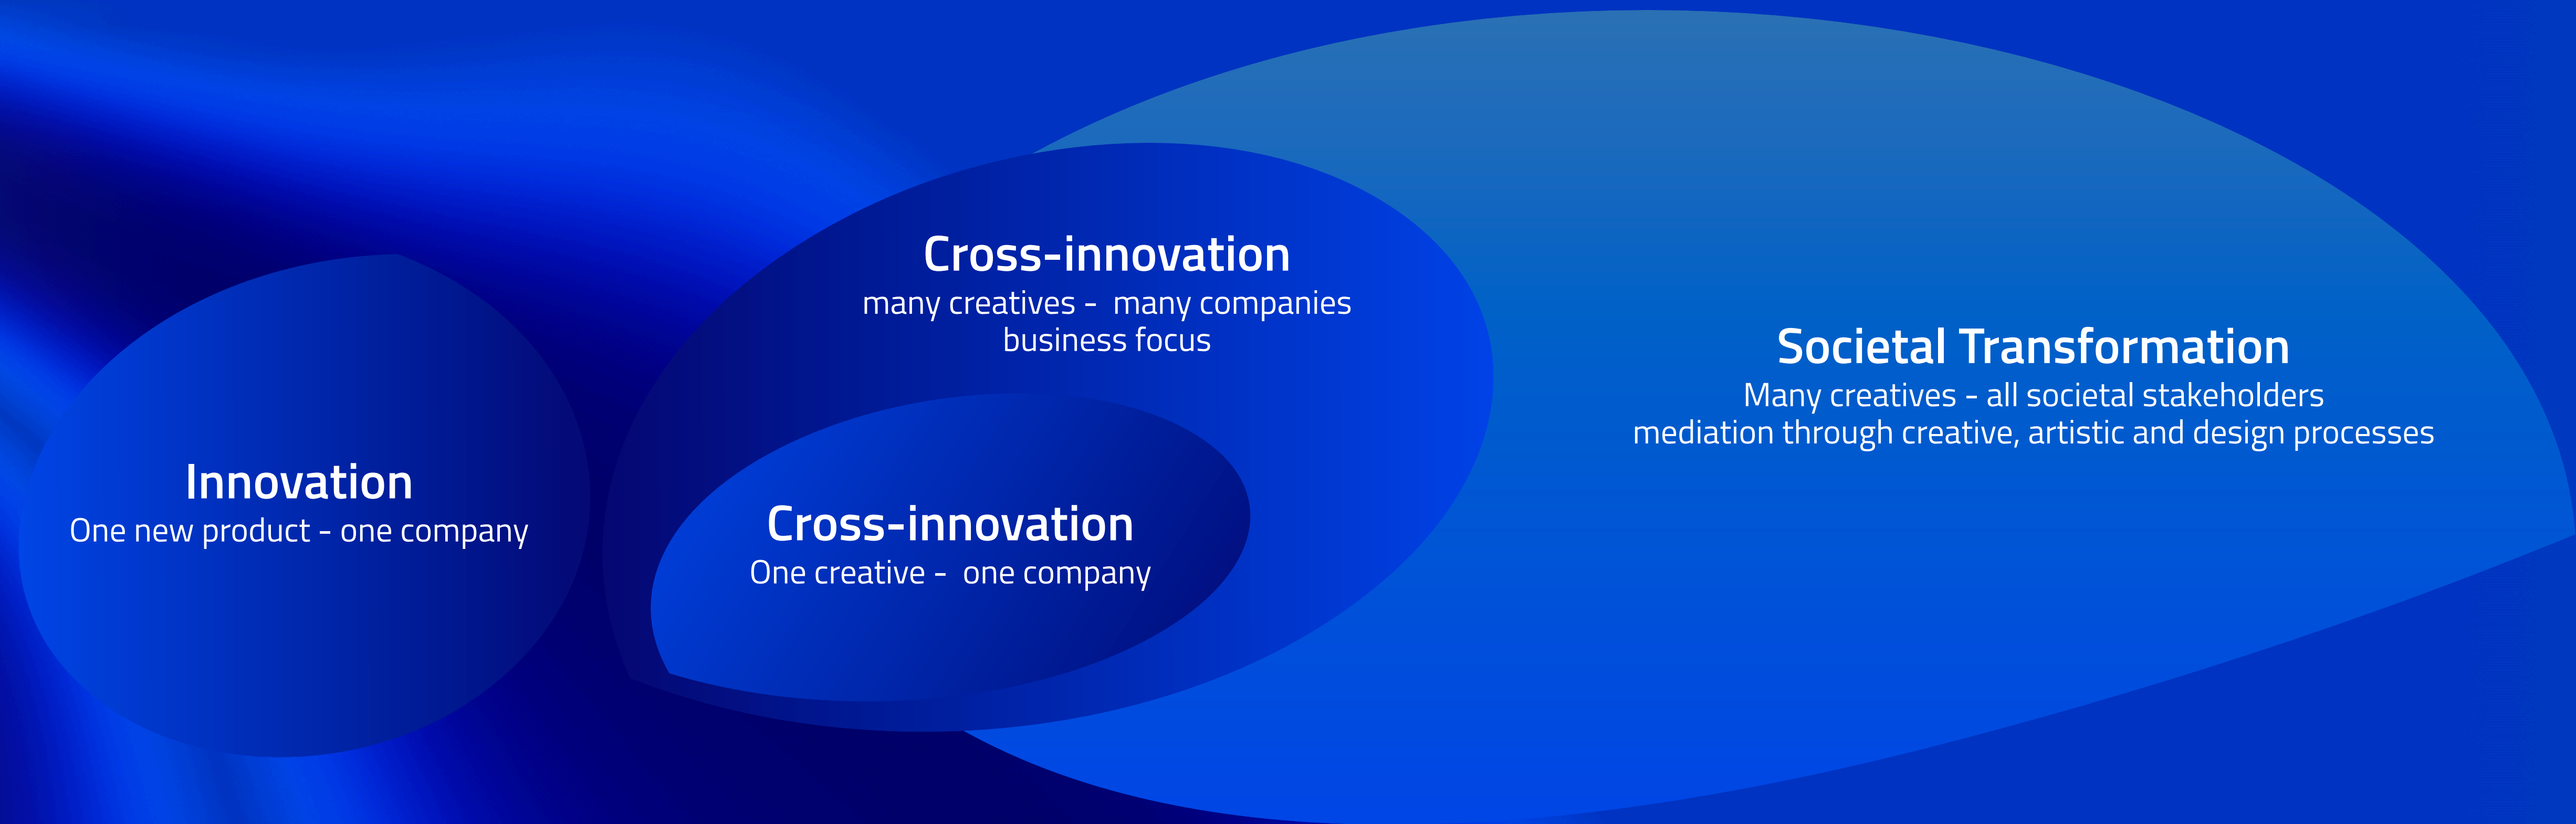 Innovation
One new product - one company
Cross-innovation
many creatives -  many companies
business focus
Cross-innovation
One creative -  one company
Societal Transformation
Many creatives - all societal stakeholders
mediation through creative, artistic and design processes